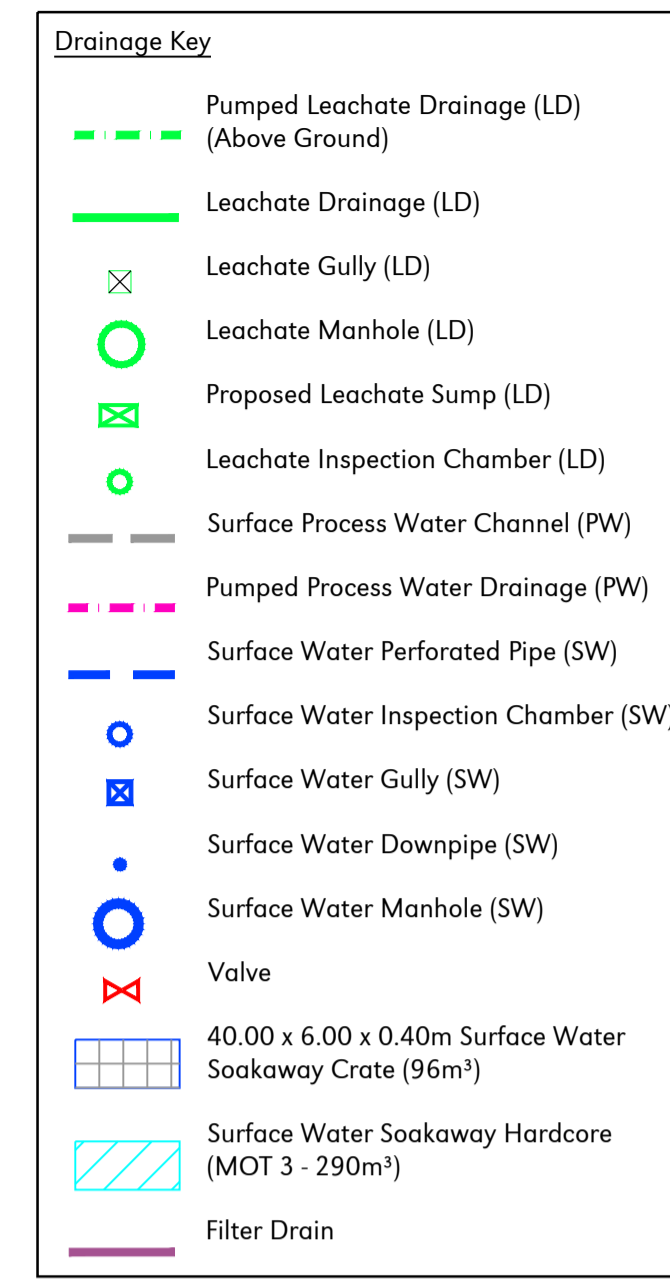 Drainage Key
Pumped Leachate Drainage (LD)
(Above Ground)
Leachate Drainage (LD)
Leachate Gully (LD)
Leachate Manhole (LD)
Proposed Leachate Sump (LD)
Leachate Inspection Chamber (LD)
Surface Process Water Channel (PW)
Pumped Process Water Drainage (PW)
Surface Water Perforated Pipe (SW)
Surface Water Inspection Chamber (SW)
Surface Water Gully (SW)
Surface Water Downpipe (SW)
Surface Water Manhole (SW)
Valve
40.00 x 6.00 x 0.40m Surface Water
Soakaway Crate (96m³)
Surface Water Soakaway Hardcore
(MOT 3 - 290m³)
Filter Drain